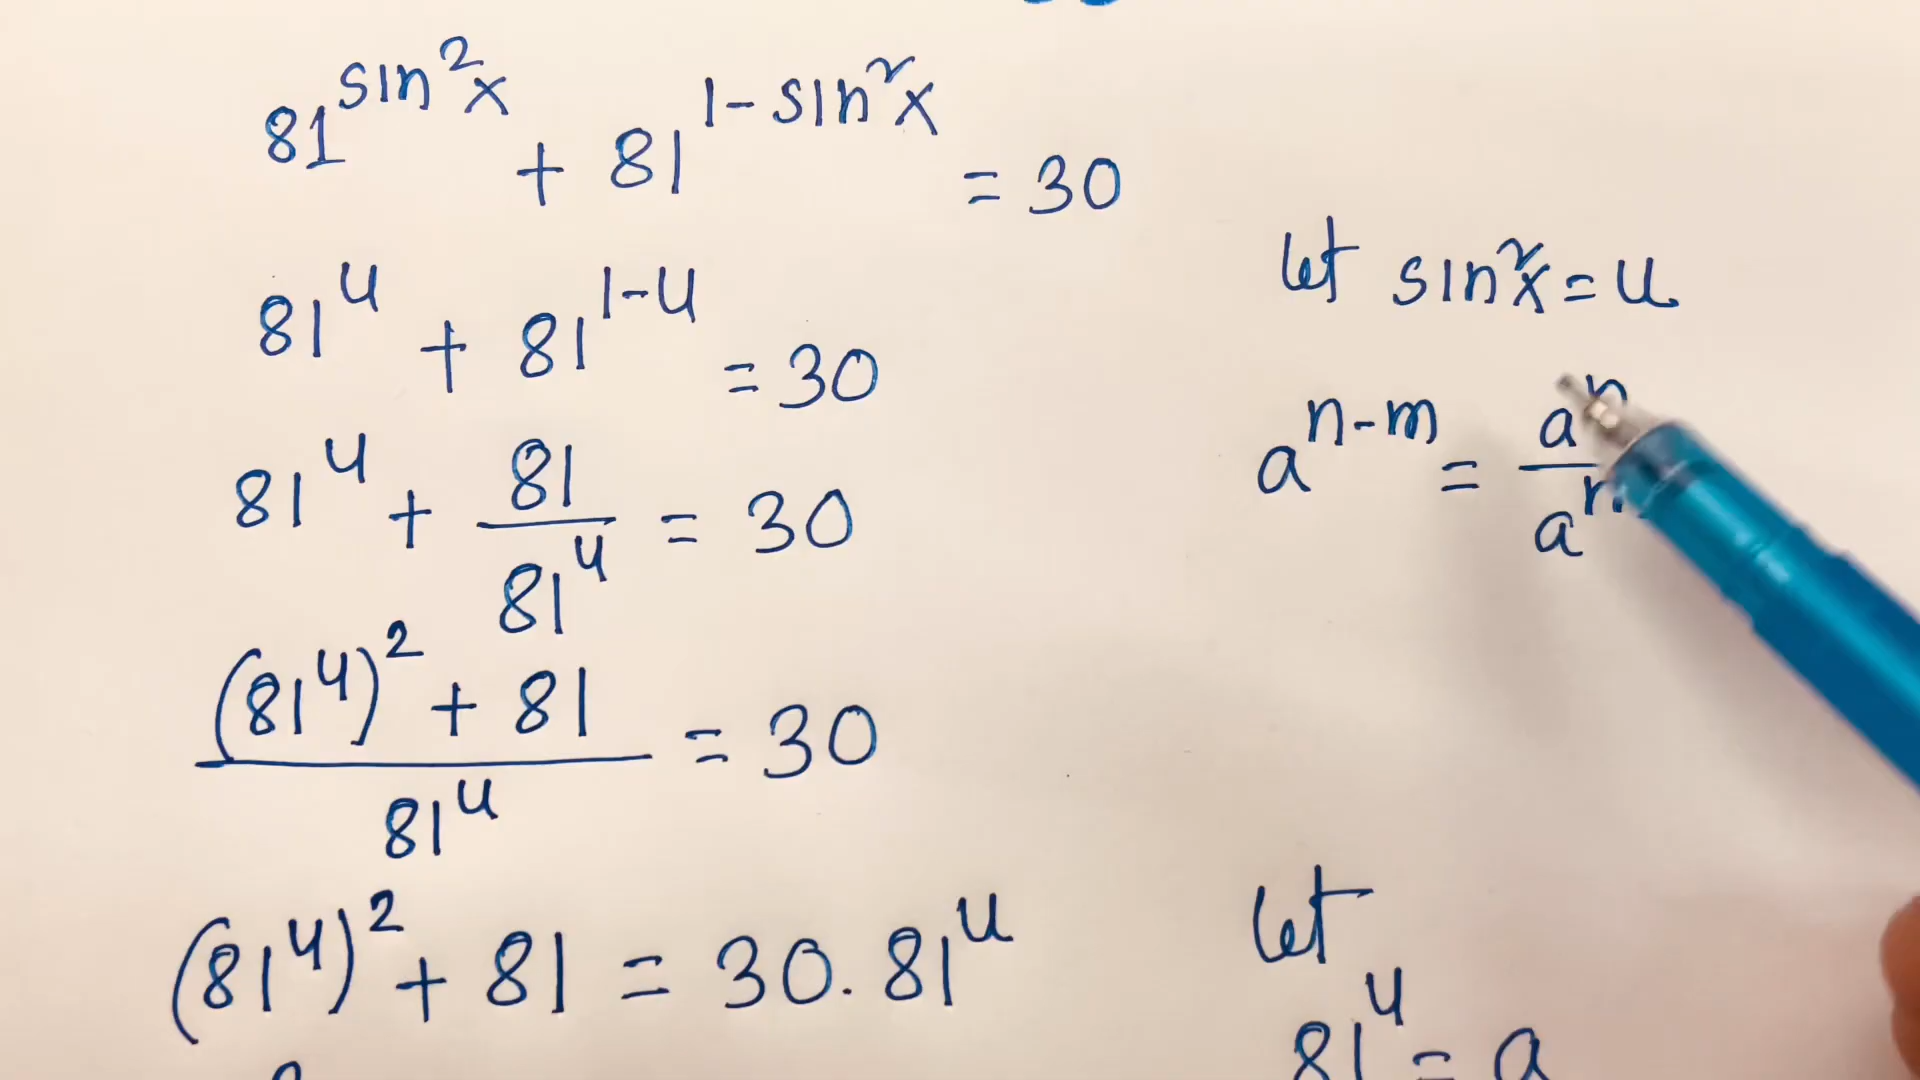 81^sin²x + 81^1-sin²x = 30
81^u + 81^1-u = 30
81^u + 81/81^u = 30
((81^u)² + 81)/81^u = 30
(81^u)² + 81 = 30.81^u
let sin²x = u
a^n-m = a^n/a
let
81^u = a